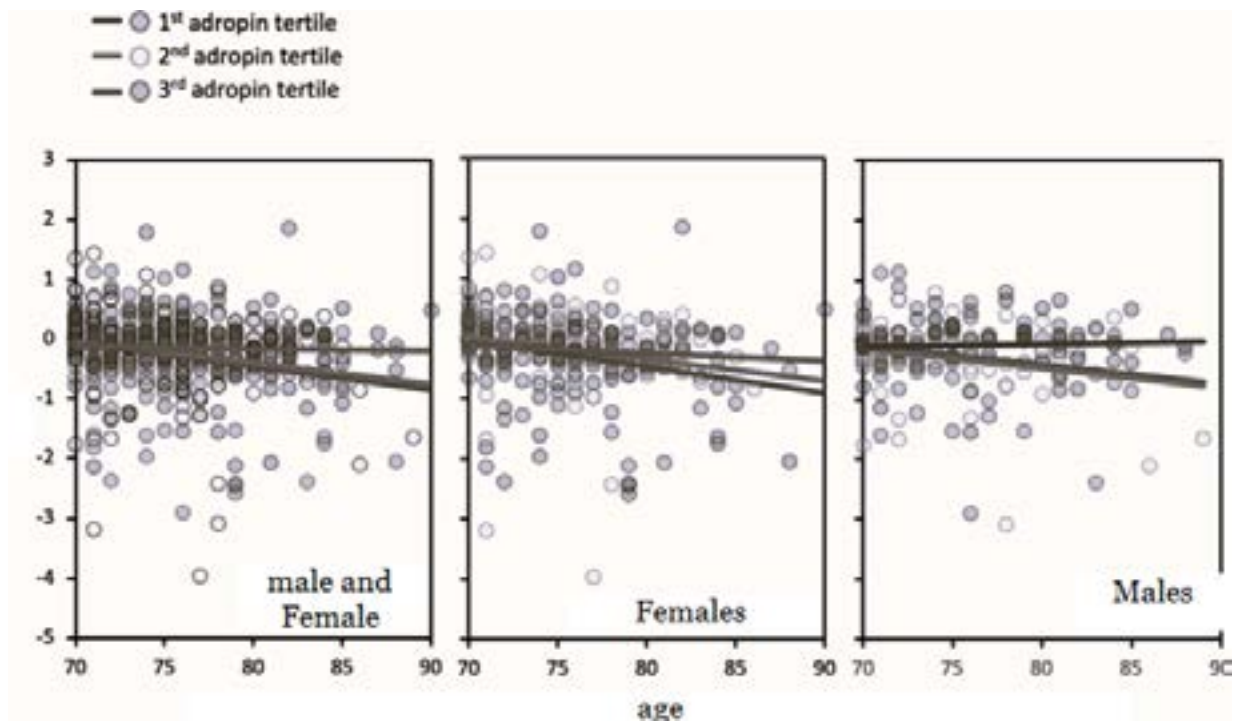 1st adropin tertile
2nd adropin tertile
3rd adropin tertile
3
2
1
0
-1
-2
-3
-4
-5
male and
Female
Females
Males
70 75 80 85 90
70 75 80 85 90
70 75 80 85 90
age